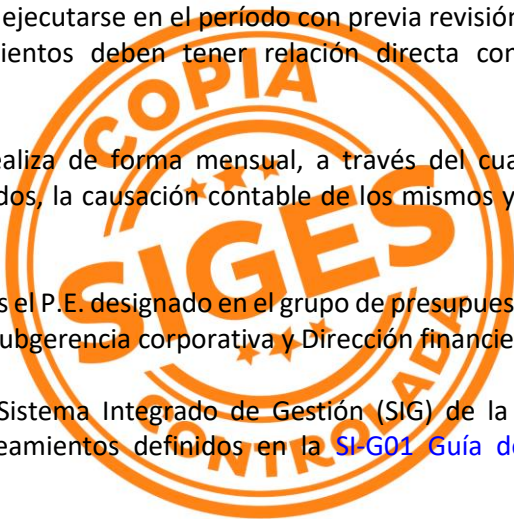 ejecutarse en el período con previa revisión
ientos deben tener relación directa con
COPIA
ealiza de forma mensual, a través del cua
dos, la causación contable de los mismos y
SIGES
s el P.E. designado en el grupo de presupues
ubgerencia corporativa y Dirección financie
Sistema Integrado de Gestión (SIG) de la
eamientos definidos en la SI-G01 Guía de
CONTROLADA